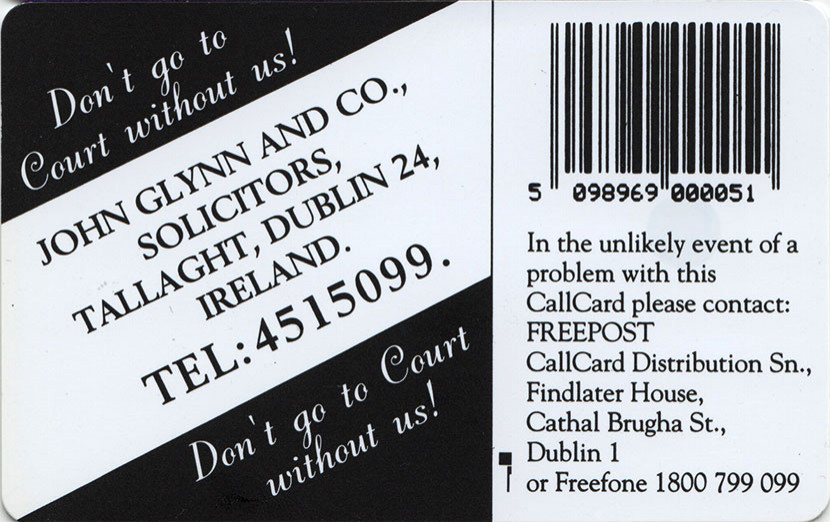 Don't go to
Court without us!
JOHN GLYNN AND CO.,
SOLICITORS,
TALLAGHT, DUBLIN 24,
IRELAND.
TEL: 4515099.
Don't go to Court
without us!
5 098969 000051
In the unlikely event of a
problem with this
CallCard please contact:
FREEPOST
CallCard Distribution Sn.,
Findlater House,
Cathal Brugha St.,
Dublin 1
or Freefone 1800 799 099